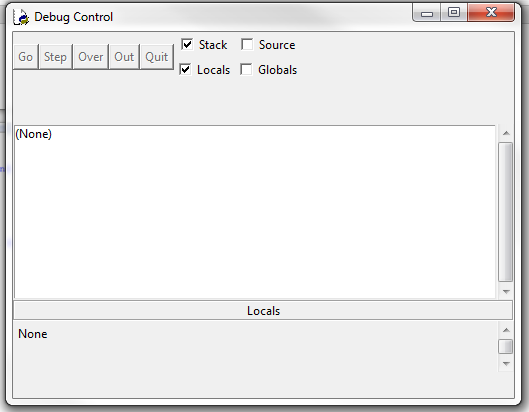 Debug Control
Go Step Over Out Quit
Stack Source
Locals Globals
(None)
Locals
None